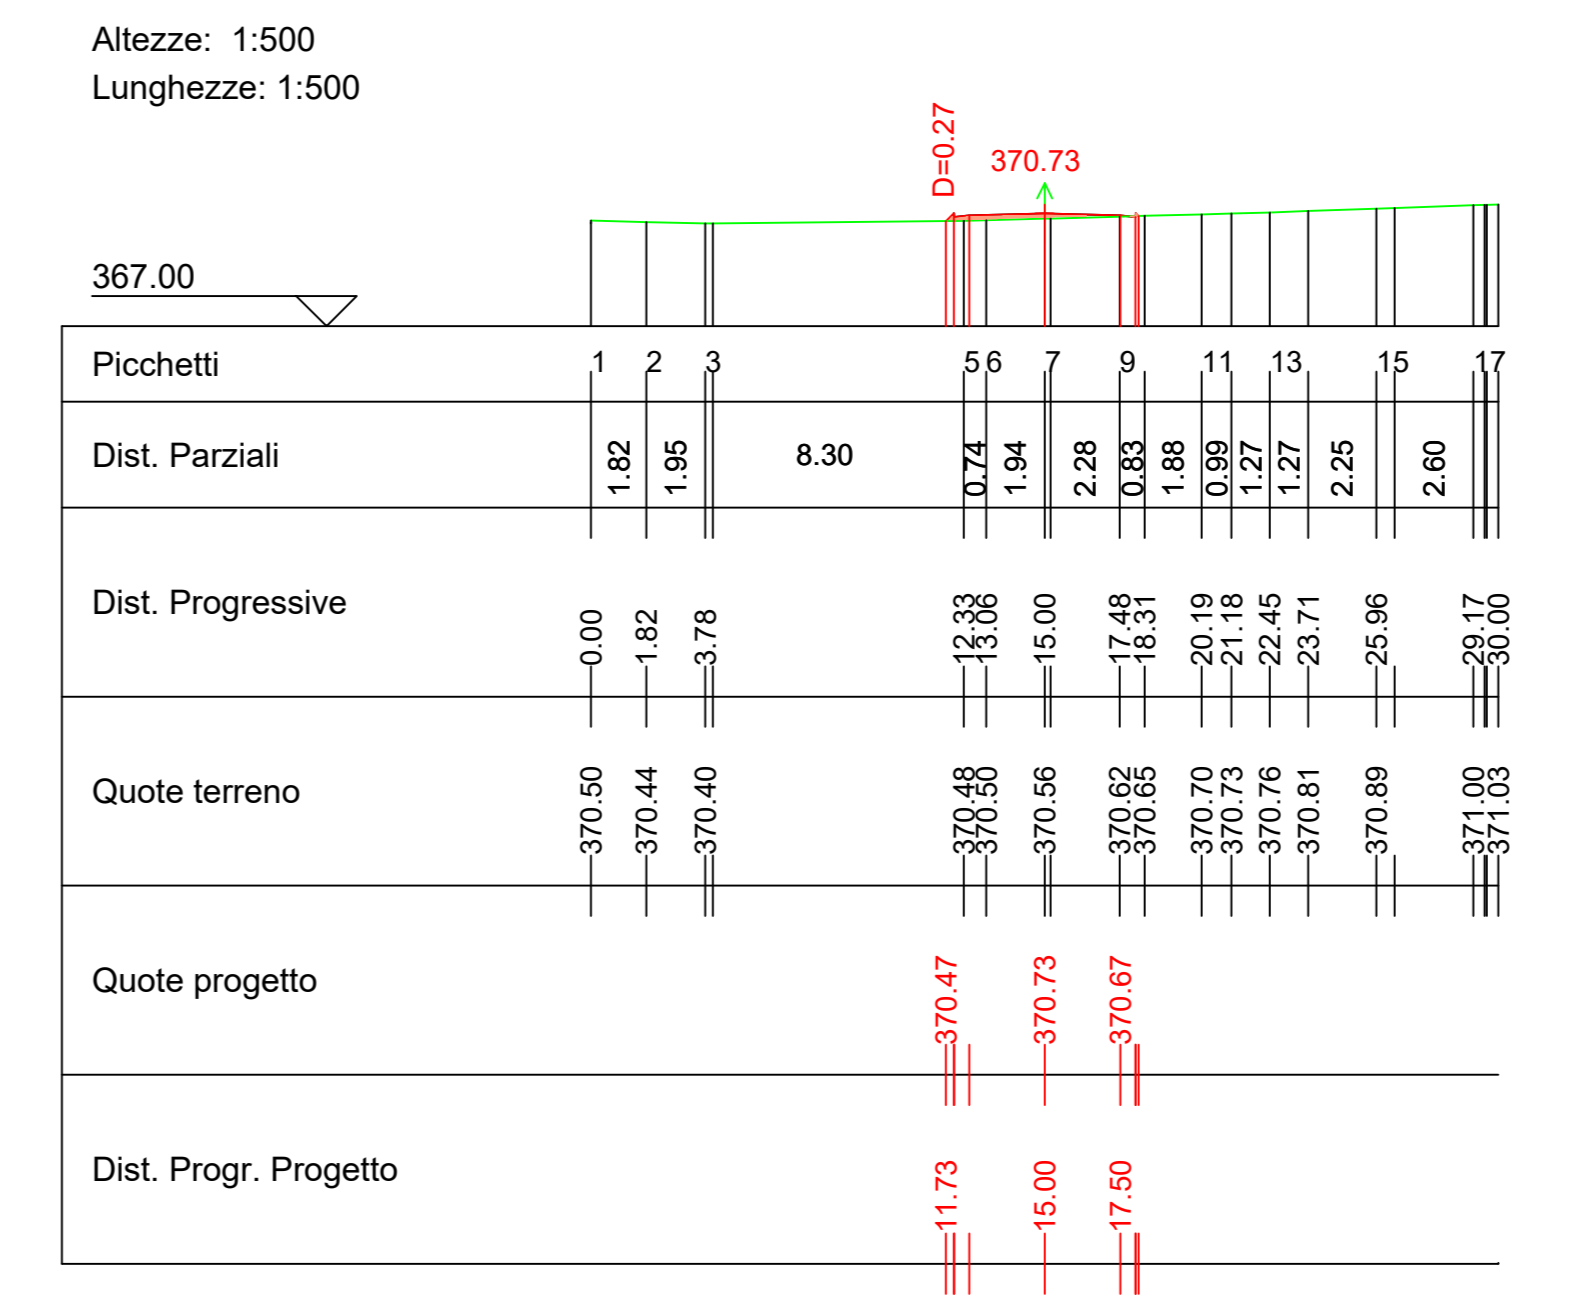 Altezze: 1:500
Lunghezze: 1:500
D=0.27
370.73
367.00
Picchetti 1 2 3 5 6 7 9 11 13 15 17
Dist. Parziali 1.82 1.95 8.30 0.74 1.94 2.28 0.83 1.88 0.99 1.27 1.27 2.25 2.60
Dist. Progressive 0.00 1.82 3.78 12.33 13.06 15.00 17.48 18.31 20.19 21.18 22.45 23.71 25.96 29.17 30.00
Quote terreno 370.50 370.44 370.40 370.48 370.50 370.56 370.62 370.65 370.70 370.73 370.76 370.81 370.89 371.00 371.03
Quote progetto 370.47 370.73 370.67
Dist. Progr. Progetto 11.73 15.00 17.50